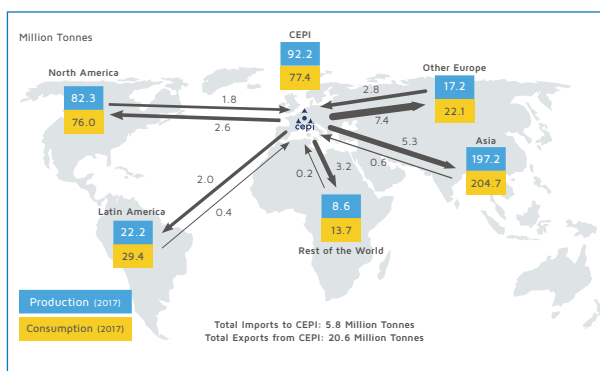 Million Tonnes
CEPI
92.2
77.4
North America
82.3
76.0
Other Europe
17.2
22.1
1.8
2.6
2.8
7.4
Asia
197.2
204.7
5.3
0.6
cepi
2.0
0.4
0.2
3.2
Latin America
22.2
29.4
8.6
13.7
Rest of the World
Production (2017)
Consumption (2017)
Total Imports to CEPI: 5.8 Million Tonnes
Total Exports from CEPI: 20.6 Million Tonnes